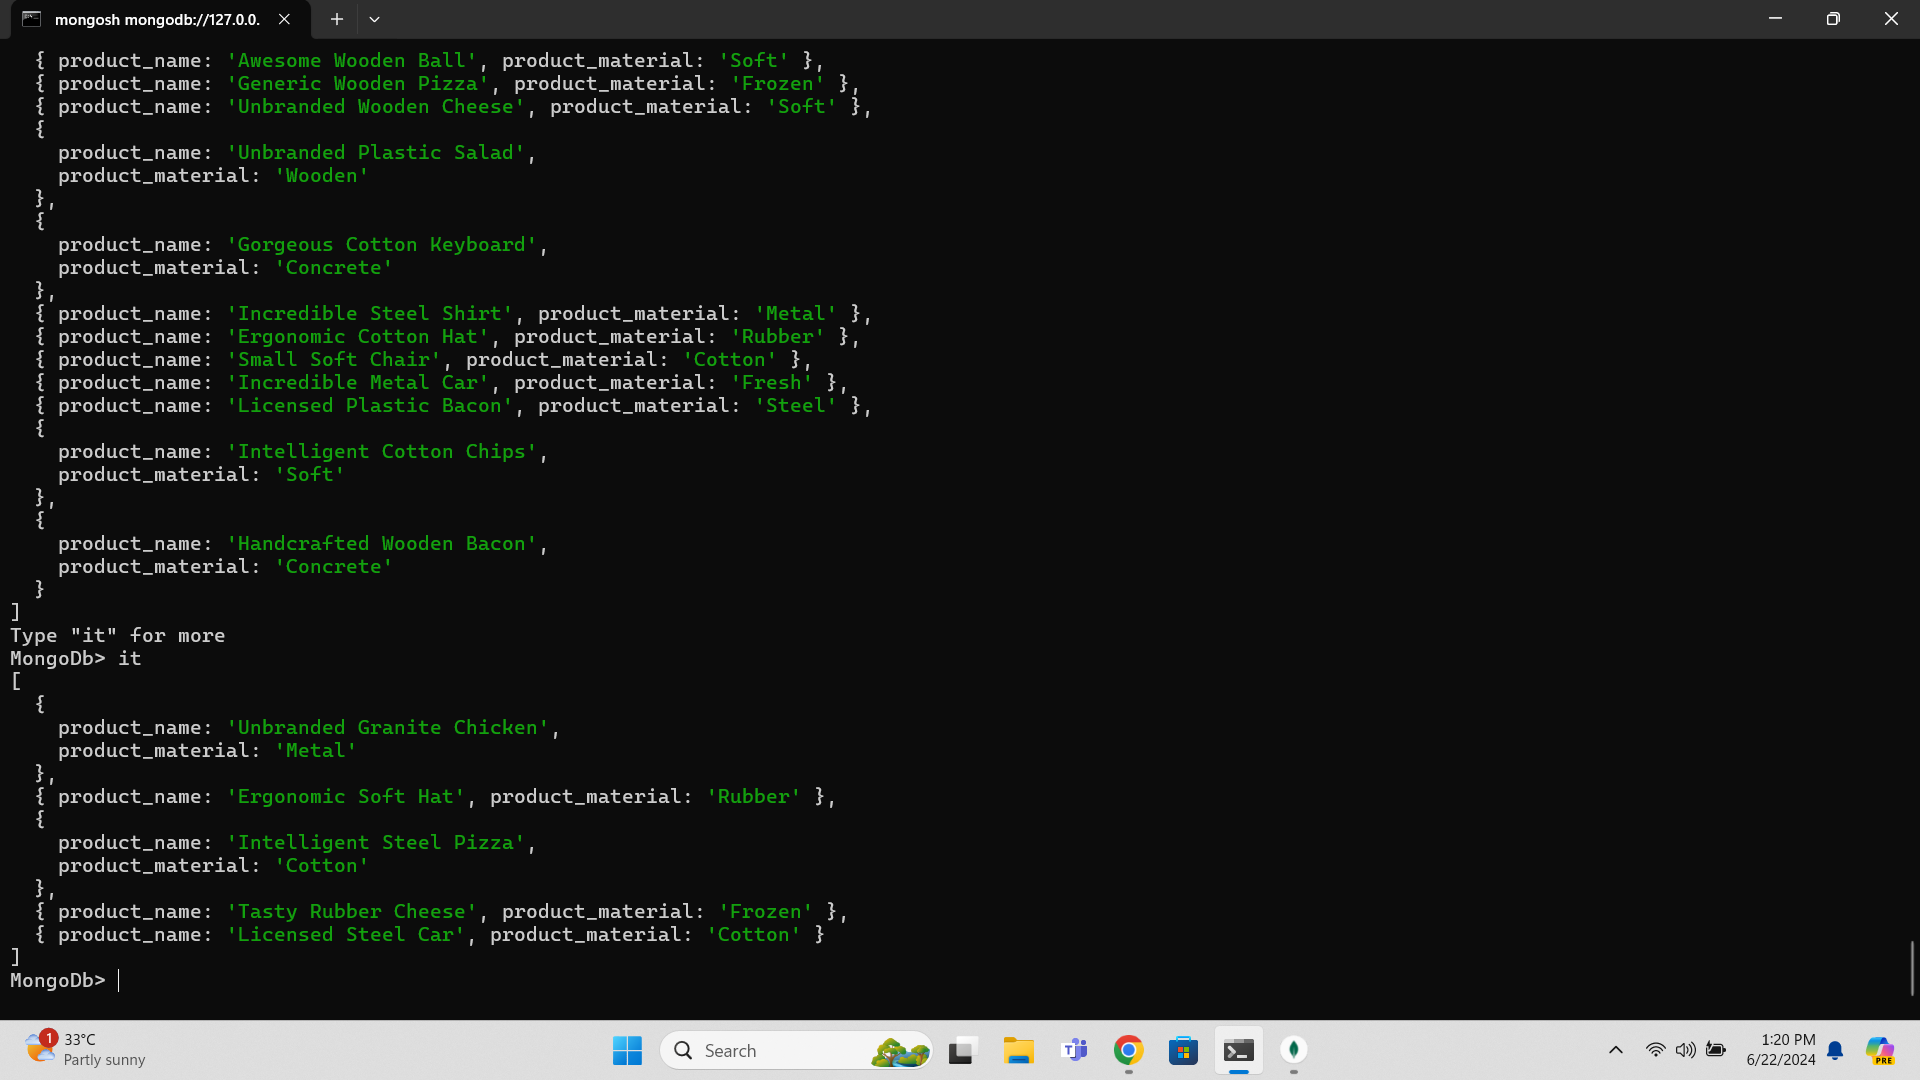 mongosh mongodb://127.0.0.
  { product_name: 'Awesome Wooden Ball', product_material: 'Soft' },
  { product_name: 'Generic Wooden Pizza', product_material: 'Frozen' },
  { product_name: 'Unbranded Wooden Cheese', product_material: 'Soft' },
  {
    product_name: 'Unbranded Plastic Salad',
    product_material: 'Wooden'
  },
  {
    product_name: 'Gorgeous Cotton Keyboard',
    product_material: 'Concrete'
  },
  { product_name: 'Incredible Steel Shirt', product_material: 'Metal' },
  { product_name: 'Ergonomic Cotton Hat', product_material: 'Rubber' },
  { product_name: 'Small Soft Chair', product_material: 'Cotton' },
  { product_name: 'Incredible Metal Car', product_material: 'Fresh' },
  { product_name: 'Licensed Plastic Bacon', product_material: 'Steel' },
  {
    product_name: 'Intelligent Cotton Chips',
    product_material: 'Soft'
  },
  {
    product_name: 'Handcrafted Wooden Bacon',
    product_material: 'Concrete'
  }
]
Type "it" for more
MongoDb> it
[
  {
    product_name: 'Unbranded Granite Chicken',
    product_material: 'Metal'
  },
  { product_name: 'Ergonomic Soft Hat', product_material: 'Rubber' },
  {
    product_name: 'Intelligent Steel Pizza',
    product_material: 'Cotton'
  },
  { product_name: 'Tasty Rubber Cheese', product_material: 'Frozen' },
  { product_name: 'Licensed Steel Car', product_material: 'Cotton' }
]
MongoDb>
1
33°C
Partly sunny
Search
T
PRE
1:20 PM
6/22/2024